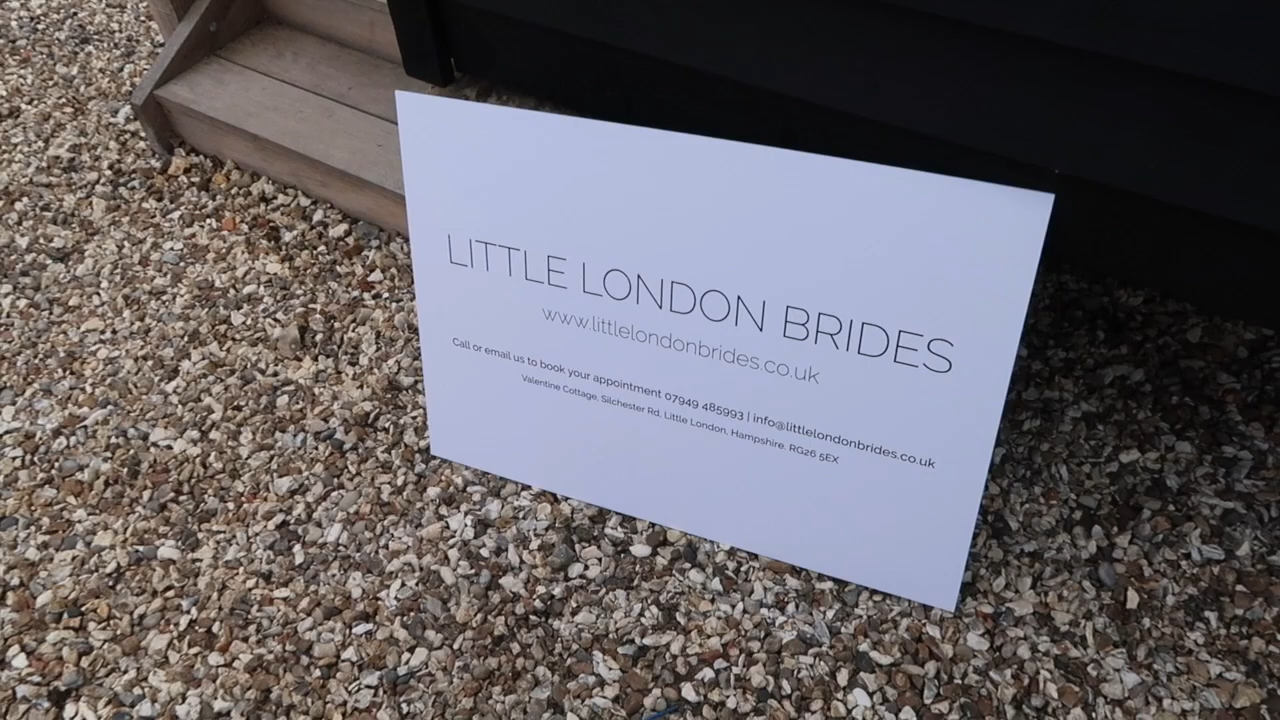 LITTLE LONDON BRIDES
www.littlelondonbrides.co.uk
Call or email us to book your appointment 07949 485993 | info@littlelondonbrides.co.uk
Valentine Cottage, Silchester Rd, Little London, Hampshire. RG26 5EX